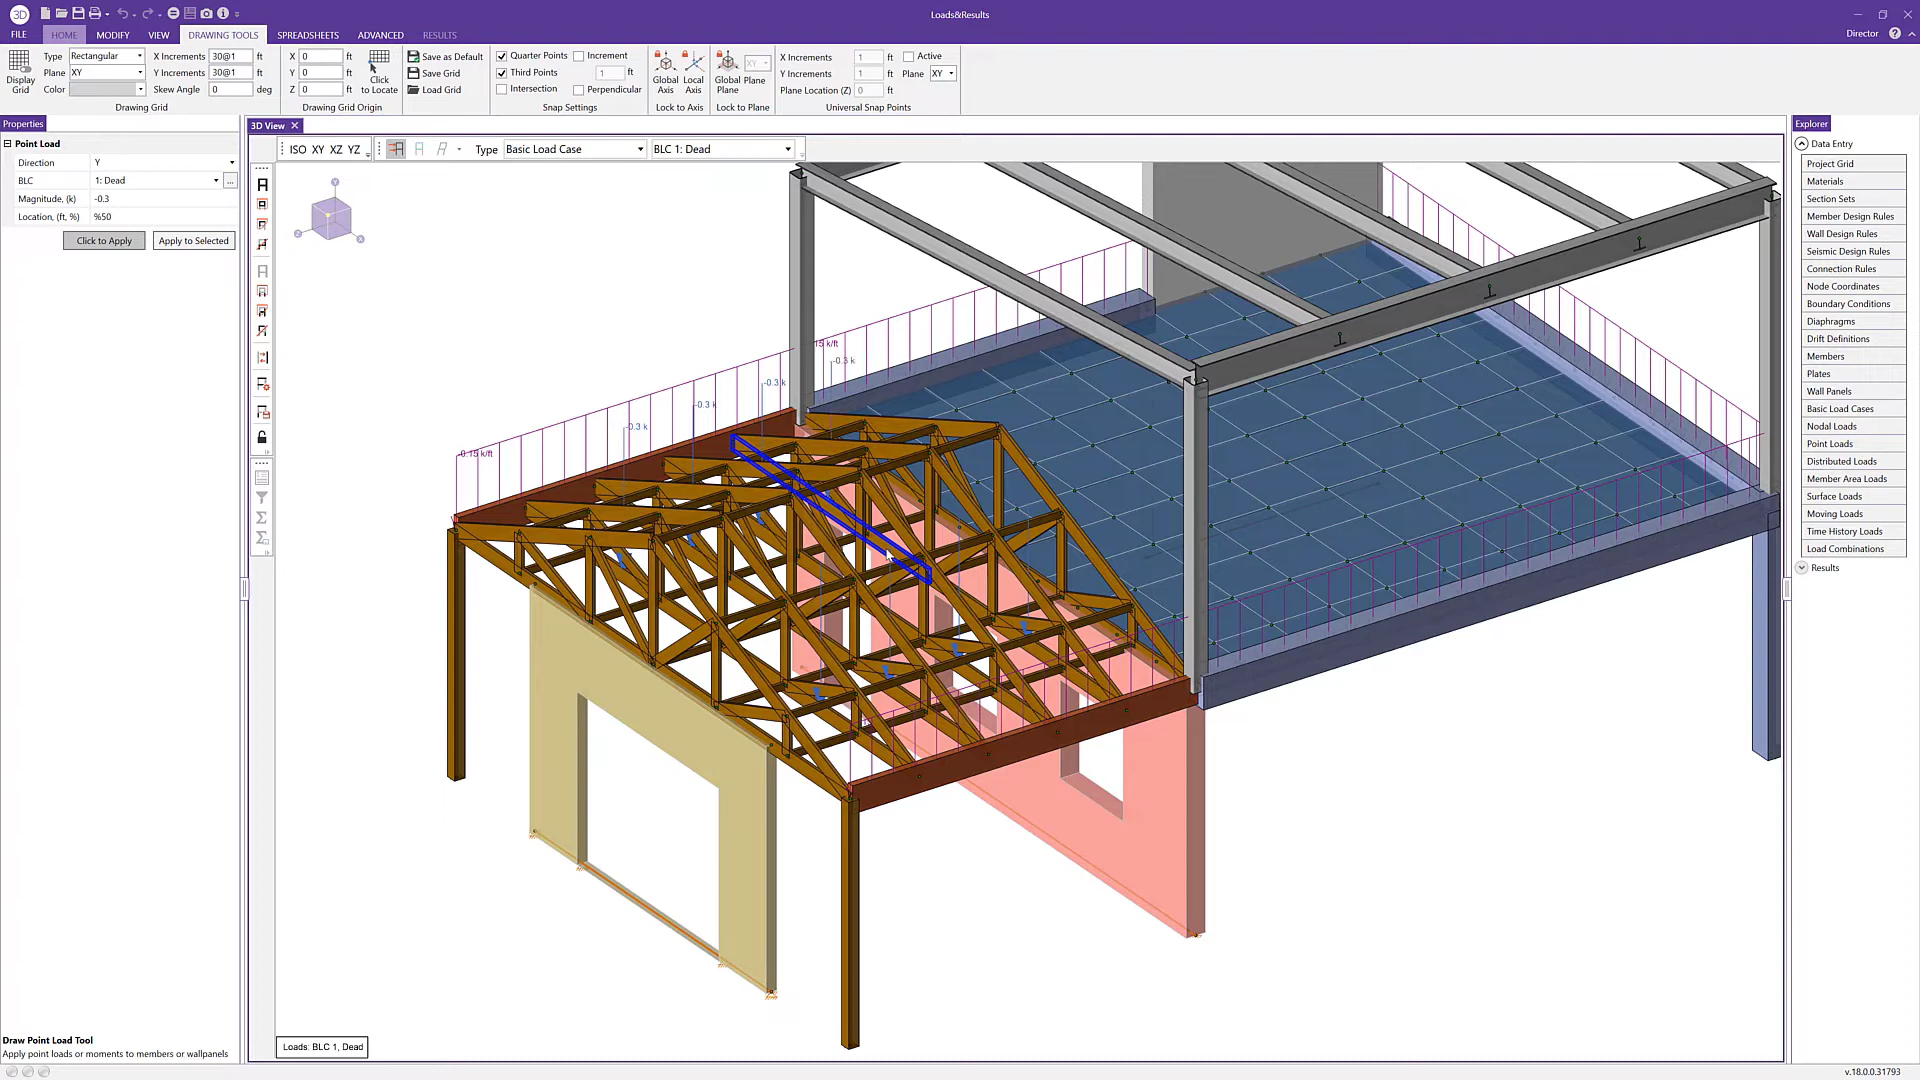 3D
Loads&Results
FILE HOME MODIFY VIEW DRAWING TOOLS SPREADSHEETS ADVANCED RESULTS
Director
Display Grid
Type Rectangular
Plane XY
Color
X Increments 30@1 ft
Y Increments 30@1 ft
Skew Angle 0 deg
Drawing Grid
X 0 ft
Y 0 ft
Z 0 ft
Click to Locate
Drawing Grid Origin
Save as Default
Save Grid
Load Grid
Quarter Points Increment
Third Points 1 ft
Intersection Perpendicular
Snap Settings
Global Axis
Local Axis
Lock to Axis
Global Plane
XY
Plane
Lock to Plane
X Increments 1 ft Active
Y Increments 1 ft Plane XY
Plane Location (Z) 0 ft
Universal Snap Points
Properties
Point Load
Direction Y
BLC 1: Dead ...
Magnitude, (k) -0.3
Location, (ft, %) %50
Click to Apply Apply to Selected
Draw Point Load Tool
Apply point loads or moments to members or wallpanels
3D View
ISO XY XZ YZ
Type Basic Load Case BLC 1: Dead
Y
Z
X
15 k/ft
-0.3 k
-0.3 k
-0.3 k
-0.3 k
-0.15 k/ft
Loads: BLC 1, Dead
Explorer
Data Entry
Project Grid
Materials
Section Sets
Member Design Rules
Wall Design Rules
Seismic Design Rules
Connection Rules
Node Coordinates
Boundary Conditions
Diaphragms
Drift Definitions
Members
Plates
Wall Panels
Basic Load Cases
Nodal Loads
Point Loads
Distributed Loads
Member Area Loads
Surface Loads
Moving Loads
Time History Loads
Load Combinations
Results
v.18.0.0.31793